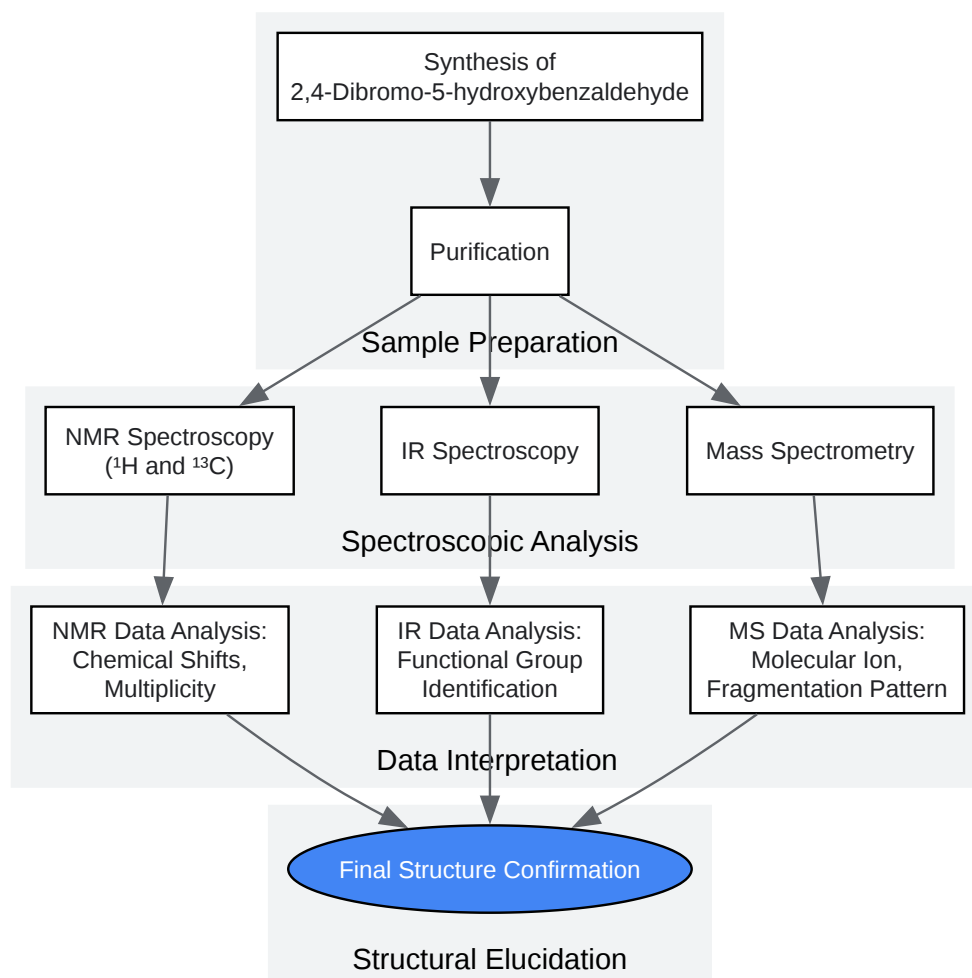 Synthesis of
2,4-Dibromo-5-hydroxybenzaldehyde
Purification
Sample Preparation
NMR Spectroscopy
(¹H and ¹³C)
IR Spectroscopy
Mass Spectrometry
Spectroscopic Analysis
NMR Data Analysis:
Chemical Shifts,
Multiplicity
IR Data Analysis:
Functional Group
Identification
MS Data Analysis:
Molecular Ion,
Fragmentation Pattern
Data Interpretation
Final Structure Confirmation
Structural Elucidation